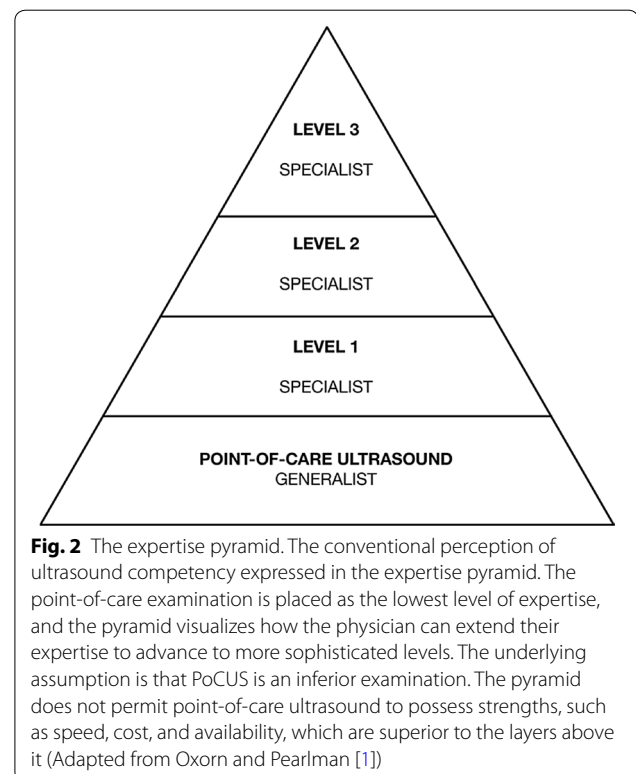 LEVEL 3
SPECIALIST
LEVEL 2
SPECIALIST
LEVEL 1
SPECIALIST
POINT-OF-CARE ULTRASOUND
GENERALIST
Fig. 2 The expertise pyramid. The conventional perception of
ultrasound competency expressed in the expertise pyramid. The
point-of-care examination is placed as the lowest level of expertise,
and the pyramid visualizes how the physician can extend their
expertise to advance to more sophisticated levels. The underlying
assumption is that PoCUS is an inferior examination. The pyramid
does not permit point-of-care ultrasound to possess strengths, such
as speed, cost, and availability, which are superior to the layers above
it (Adapted from Oxorn and Pearlman [1])